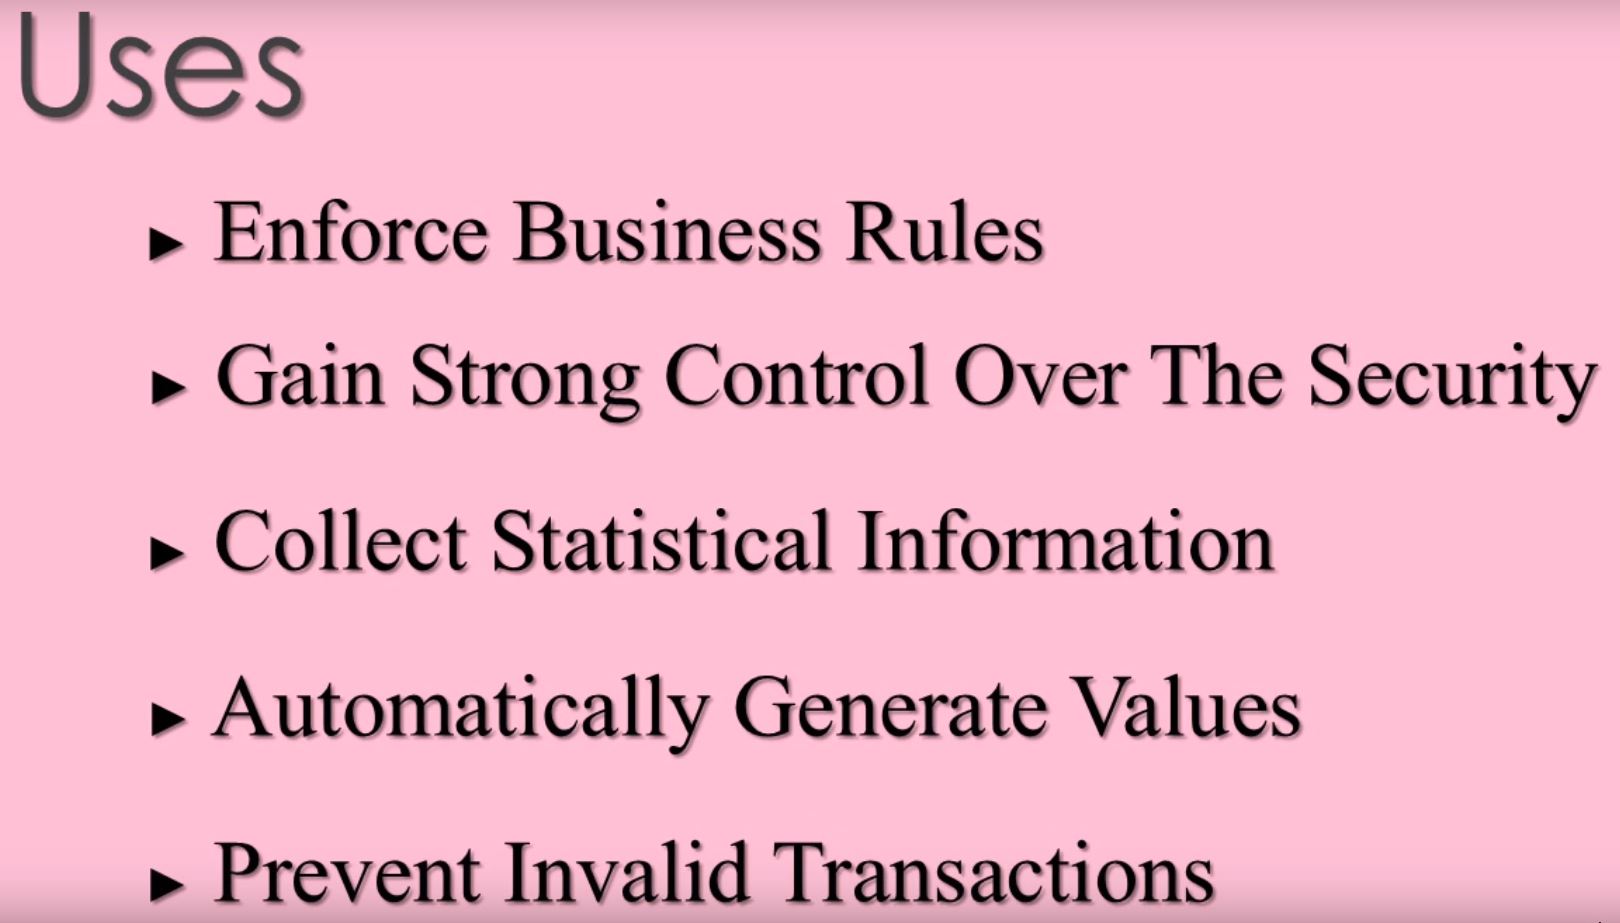 Uses
► Enforce Business Rules
► Gain Strong Control Over The Security
► Collect Statistical Information
► Automatically Generate Values
► Prevent Invalid Transactions